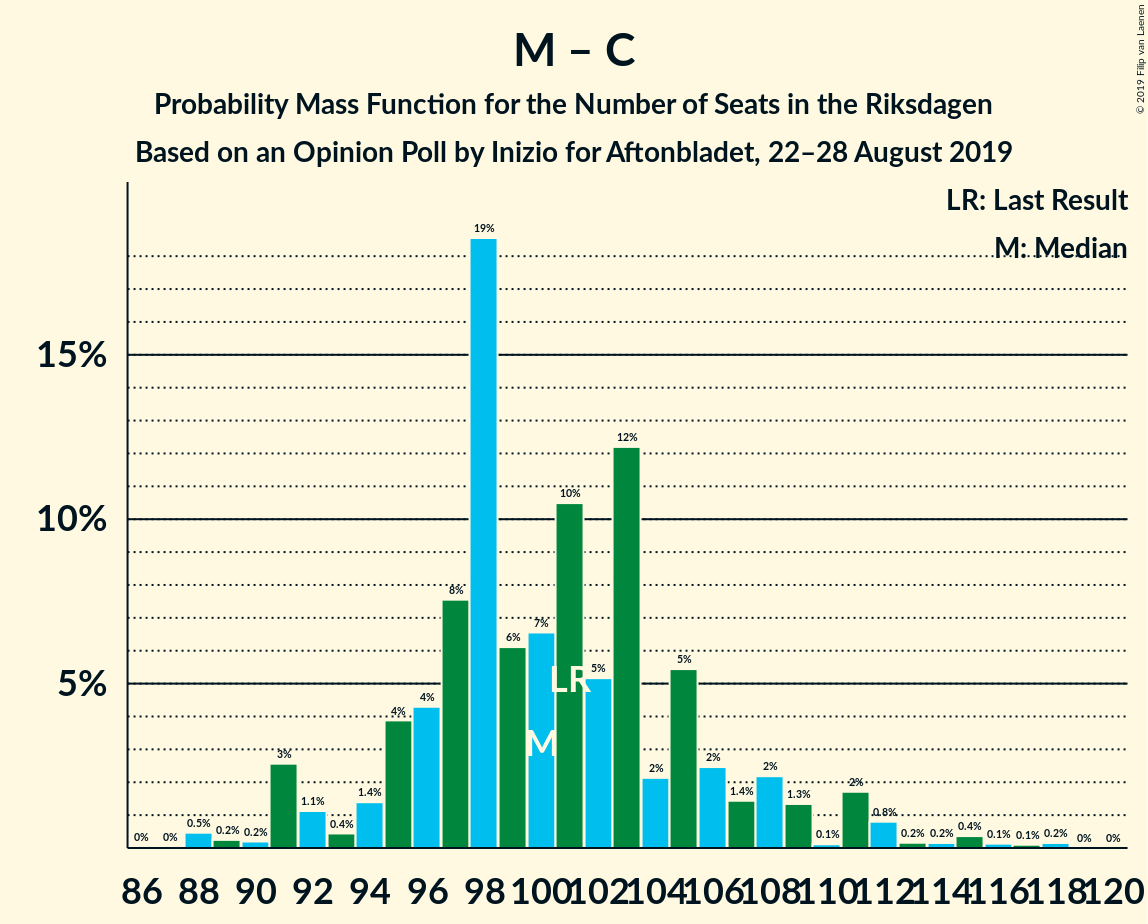 M – C
Probability Mass Function for the Number of Seats in the Riksdagen
Based on an Opinion Poll by Inizio for Aftonbladet, 22–28 August 2019
© 2019 Filip van Laenen
LR: Last Result
M: Median
15%
10%
5%
0% 0% 0.5% 0.2% 0.2% 3% 1.1% 0.4% 1.4% 4% 4% 8% 19% 6% 7% 10% 5% 12% 2% 5% 2% 1.4% 2% 1.3% 0.1% 2% 0.8% 0.2% 0.2% 0.4% 0.1% 0.1% 0.2% 0% 0%
LR
M
86 88 90 92 94 96 98 100 102 104 106 108 110 112 114 116 118 120